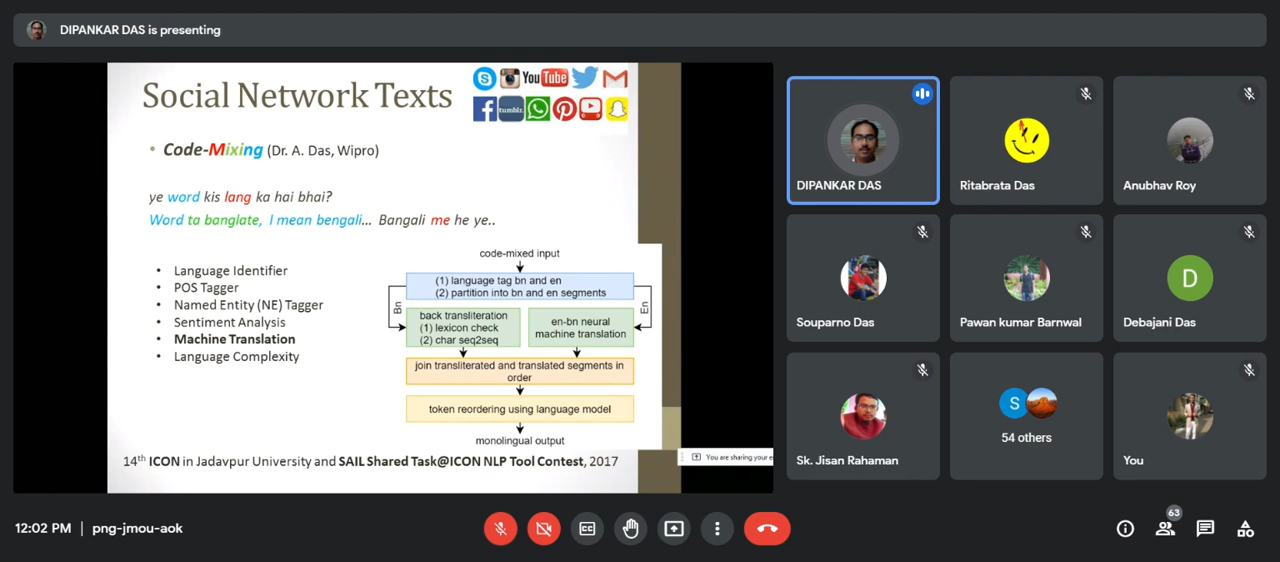 DIPANKAR DAS is presenting
Social Network Texts
You Tube
tumblr.
• Code-Mixing (Dr. A. Das, Wipro)
ye word kis lang ka hai bhai?
Word ta banglate, I mean bengali... Bangali me he ye..
• Language Identifier
• POS Tagger
• Named Entity (NE) Tagger
• Sentiment Analysis
• Machine Translation
• Language Complexity
code-mixed input
(1) language tag bn and en
(2) partition into bn and en segments
Bn
En
back transliteration
(1) lexicon check
(2) char seq2seq
en-bn neural
machine translation
join transliterated and translated segments in
order
token reordering using language model
monolingual output
14th ICON in Jadavpur University and SAIL Shared Task@ICON NLP Tool Contest, 2017
You are sharing your e
DIPANKAR DAS
Ritabrata Das
Anubhav Roy
Souparno Das
Pawan kumar Barnwal
D
Debajani Das
Sk. Jisan Rahaman
S
54 others
You
12:02 PM | png-jmou-aok
63